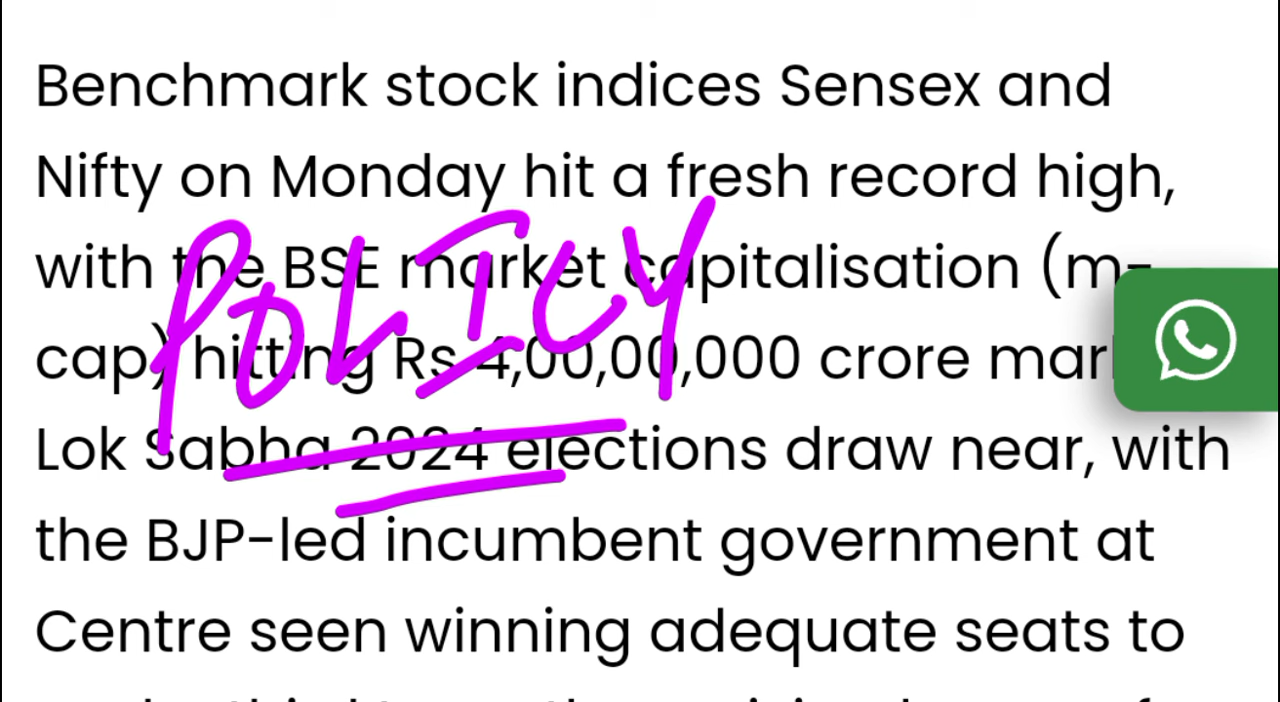 Benchmark stock indices Sensex and
Nifty on Monday hit a fresh record high,
with the BSE market capitalisation (m-
cap) hitting Rs 4,00,00,000 crore
Lok Sabha 2024 elections draw near, with
the BJP-led incumbent government at
Centre seen winning adequate seats to
POLICY